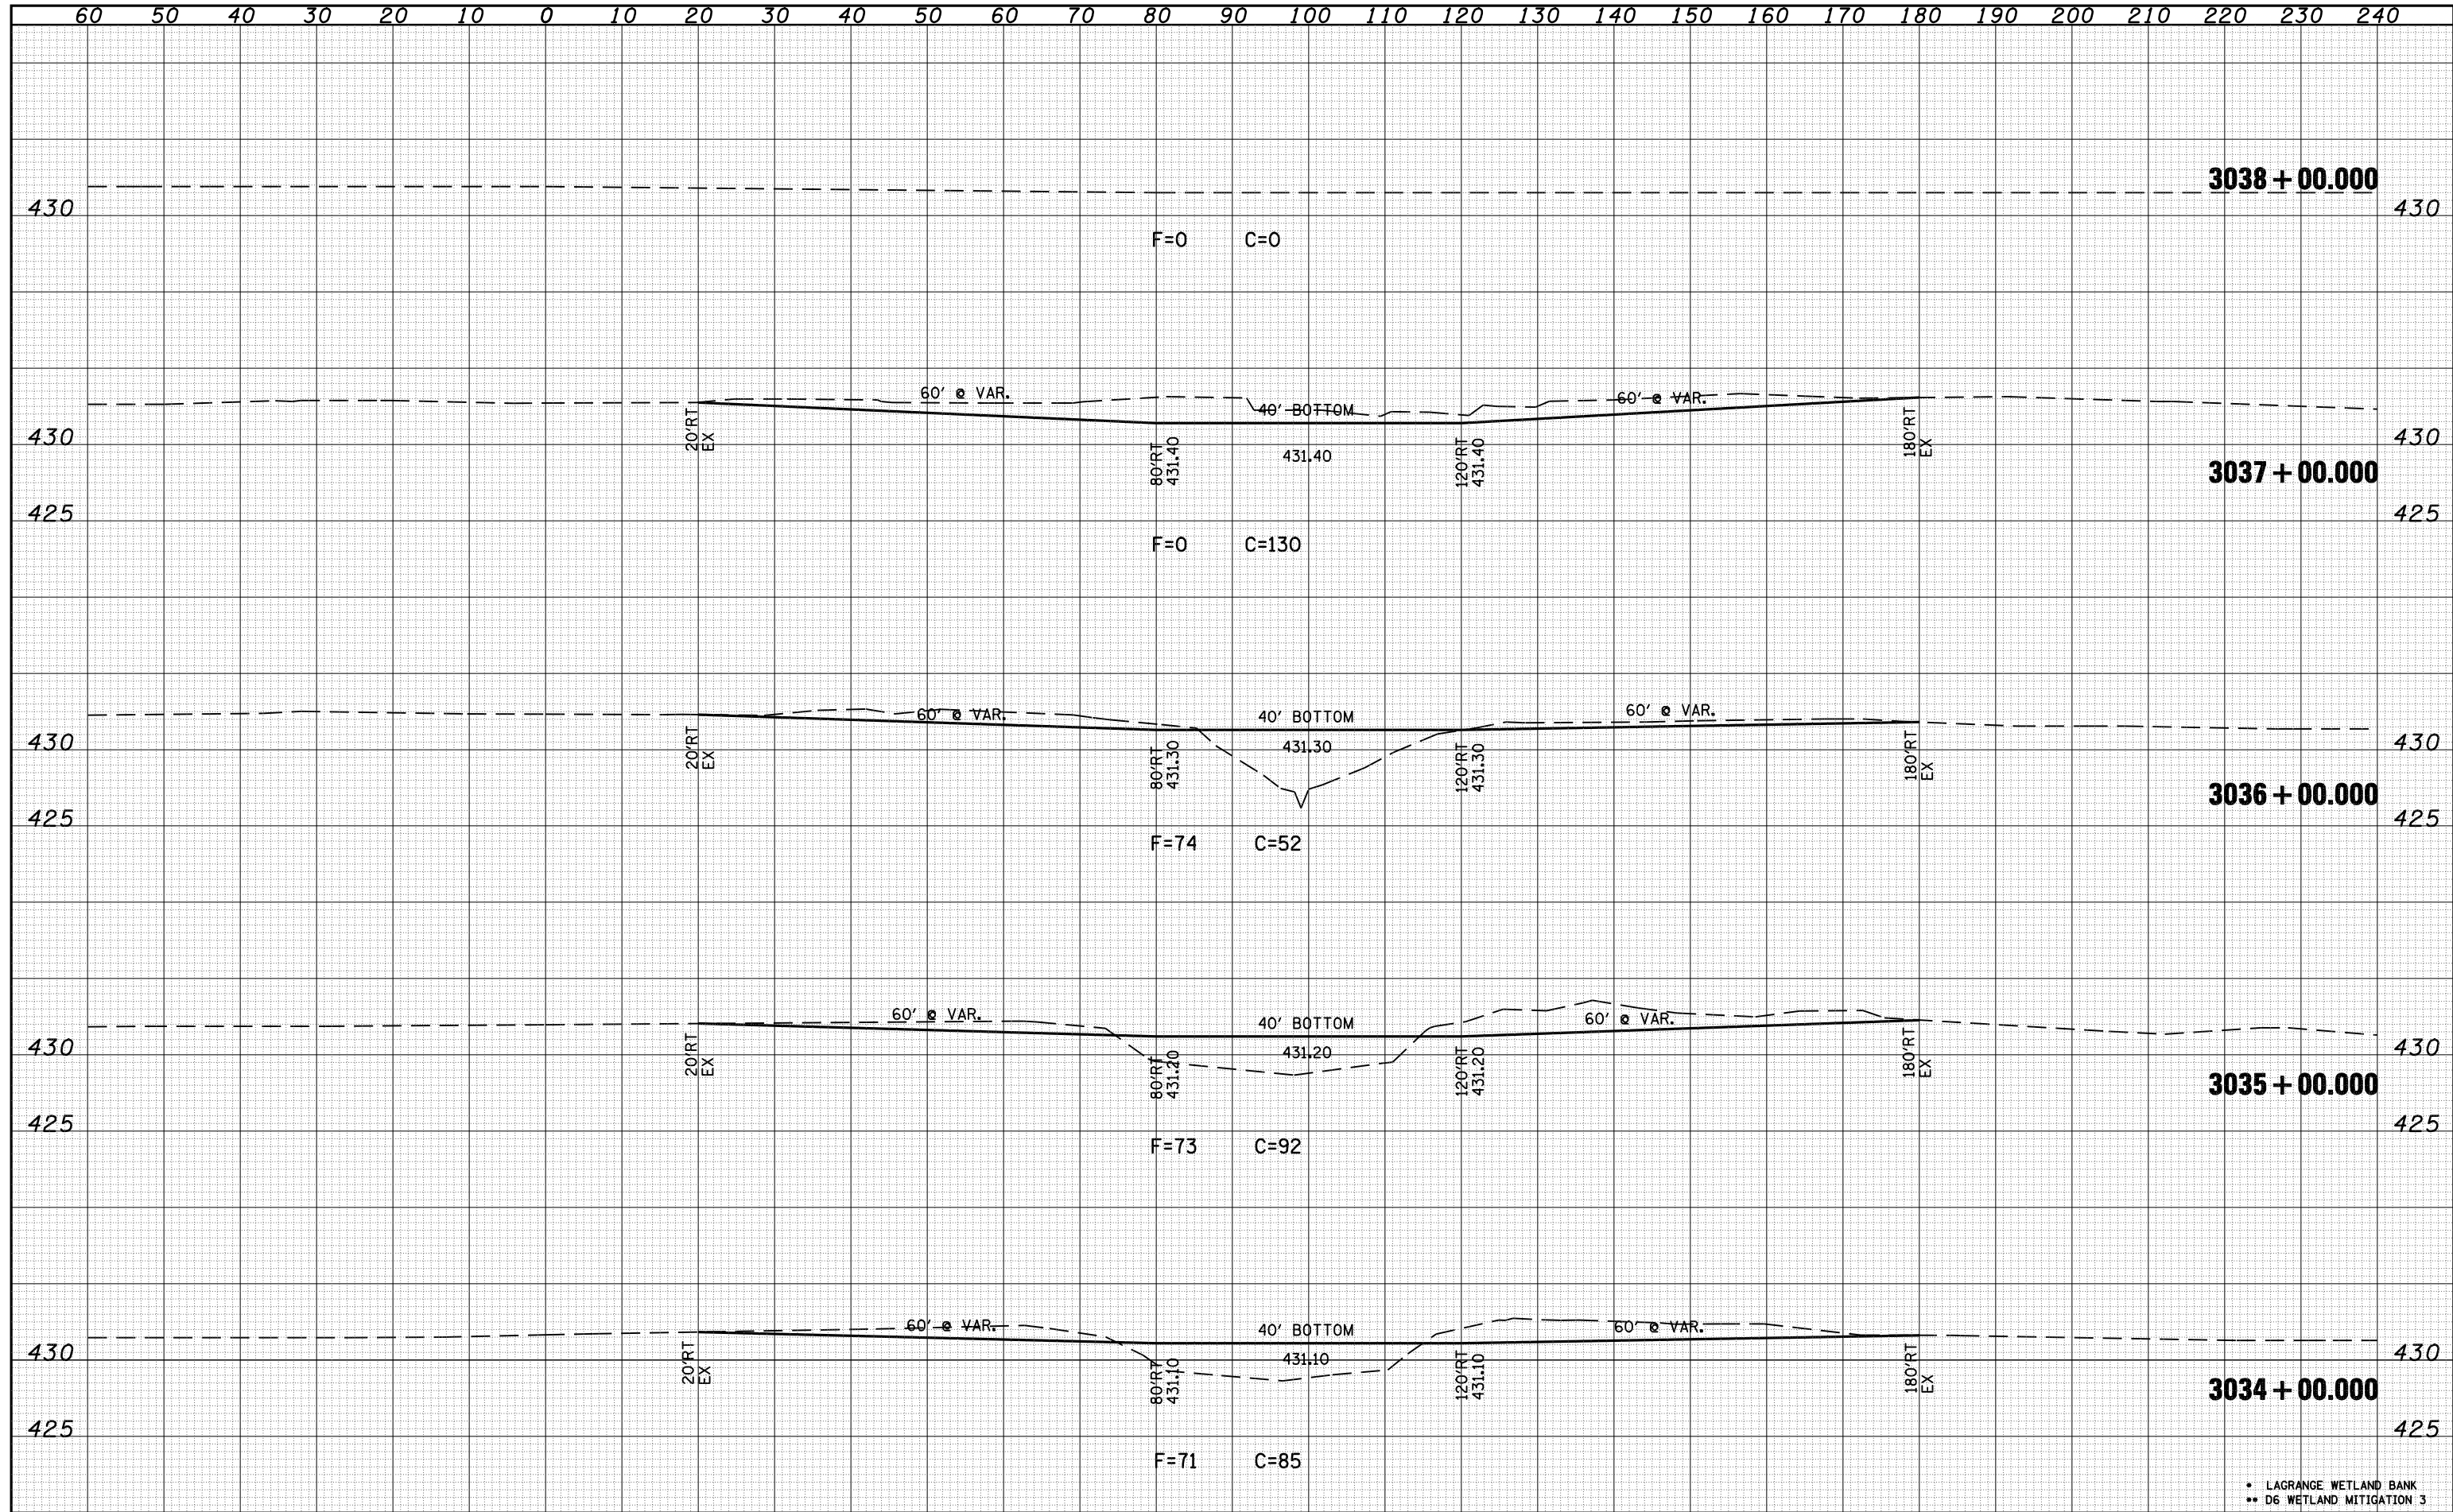 60 50 40 30 20 10 0 10 20 30 40 50 60 70 80 90 100 110 120 130 140 150 160 170 180 190 200 210 220 230 240
3038+00.000
430 430
F=0 C=0
60' @ VAR. 40' BOTTOM 60' @ VAR.
20'RT
EX
80'RT
431.40
431.40
120'RT
431.40
180'RT
EX
430 430
3037+00.000
425 425
F=0 C=130
60' @ VAR. 40' BOTTOM 60' @ VAR.
20'RT
EX
80'RT
431.30
431.30
120'RT
431.30
180'RT
EX
430 430
3036+00.000
425 425
F=74 C=52
60' @ VAR. 40' BOTTOM 60' @ VAR.
20'RT
EX
80'RT
431.20
431.20
120'RT
431.20
180'RT
EX
430 430
3035+00.000
425 425
F=73 C=92
60' @ VAR. 40' BOTTOM 60' @ VAR.
20'RT
EX
80'RT
431.10
431.10
120'RT
431.10
180'RT
EX
430 430
3034+00.000
425 425
F=71 C=85
* LAGRANGE WETLAND BANK
** D6 WETLAND MITIGATION 3